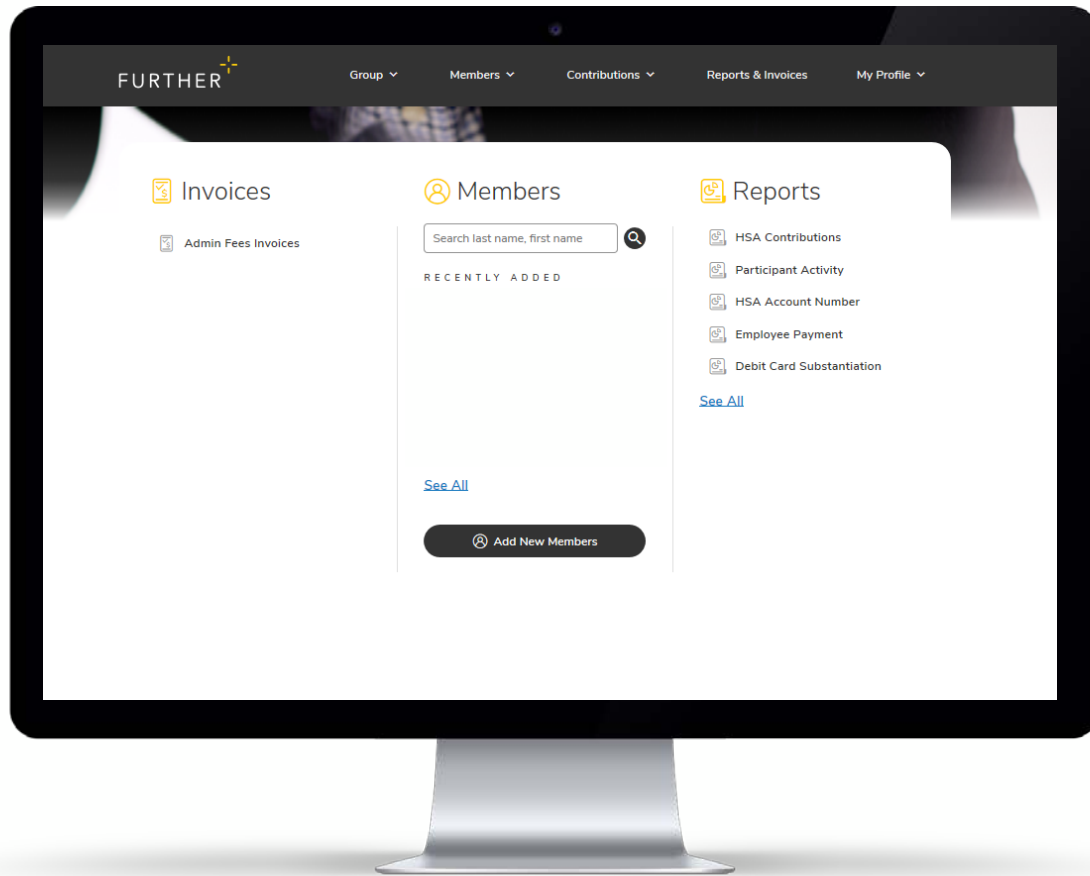 FURTHER
Group
Members
Contributions
Reports & Invoices
My Profile
Invoices
Admin Fees Invoices
Members
Search last name, first name
RECENTLY ADDED
See All
Add New Members
Reports
HSA Contributions
Participant Activity
HSA Account Number
Employee Payment
Debit Card Substantiation
See All